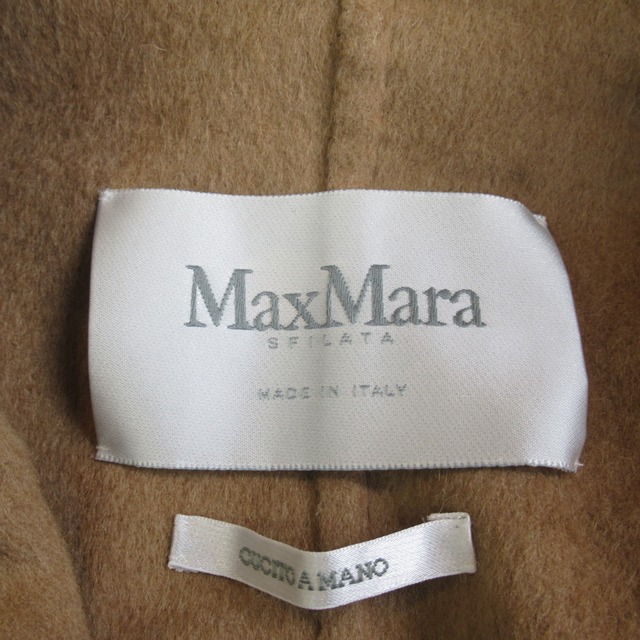 MaxMara
SFILATA
MADE IN ITALY
CUCITO A MANO